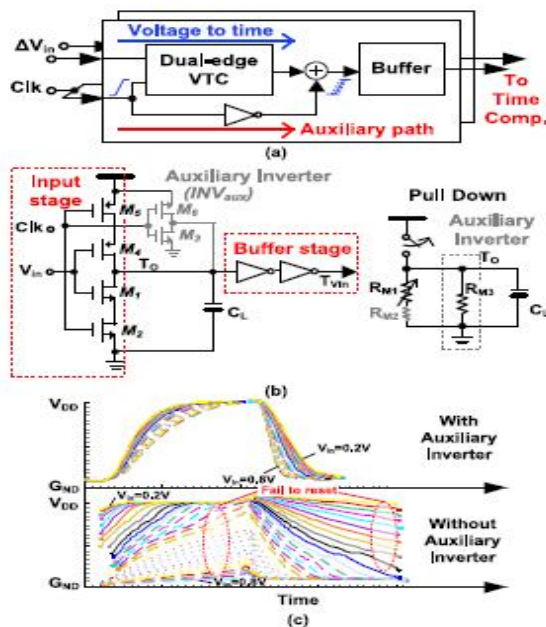 Voltage to time
ΔVin
Dual-edge
VTC
Buffer
Clk
To
Time
Comp.
Auxiliary path
(a)
Input
stage
Auxiliary Inverter
(INVaux)
M5
M6
Clk
M3
M4
Vin
TO
M1
M2
Buffer stage
TVin
CL
Pull Down
Auxiliary
Inverter
TO
RM1
RM2
RM3
CL
(b)
VDD
With
Auxiliary
Inverter
Vin=0.2V
Vin=0.8V
GND
Vin=0.2V
Fail to reset
VDD
Without
Auxiliary
Inverter
Vin=0.8V
GND
Time
(c)